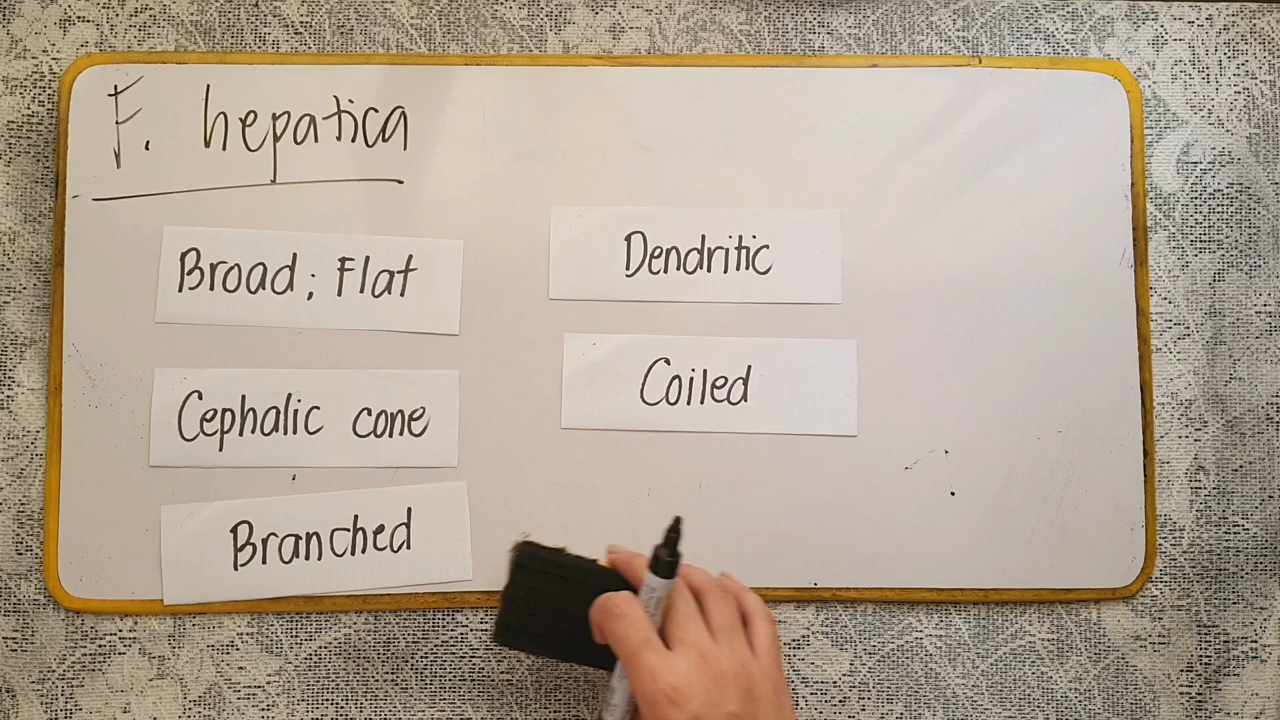 F. hepatica
Broad; Flat
Cephalic cone
Branched
Dendritic
Coiled